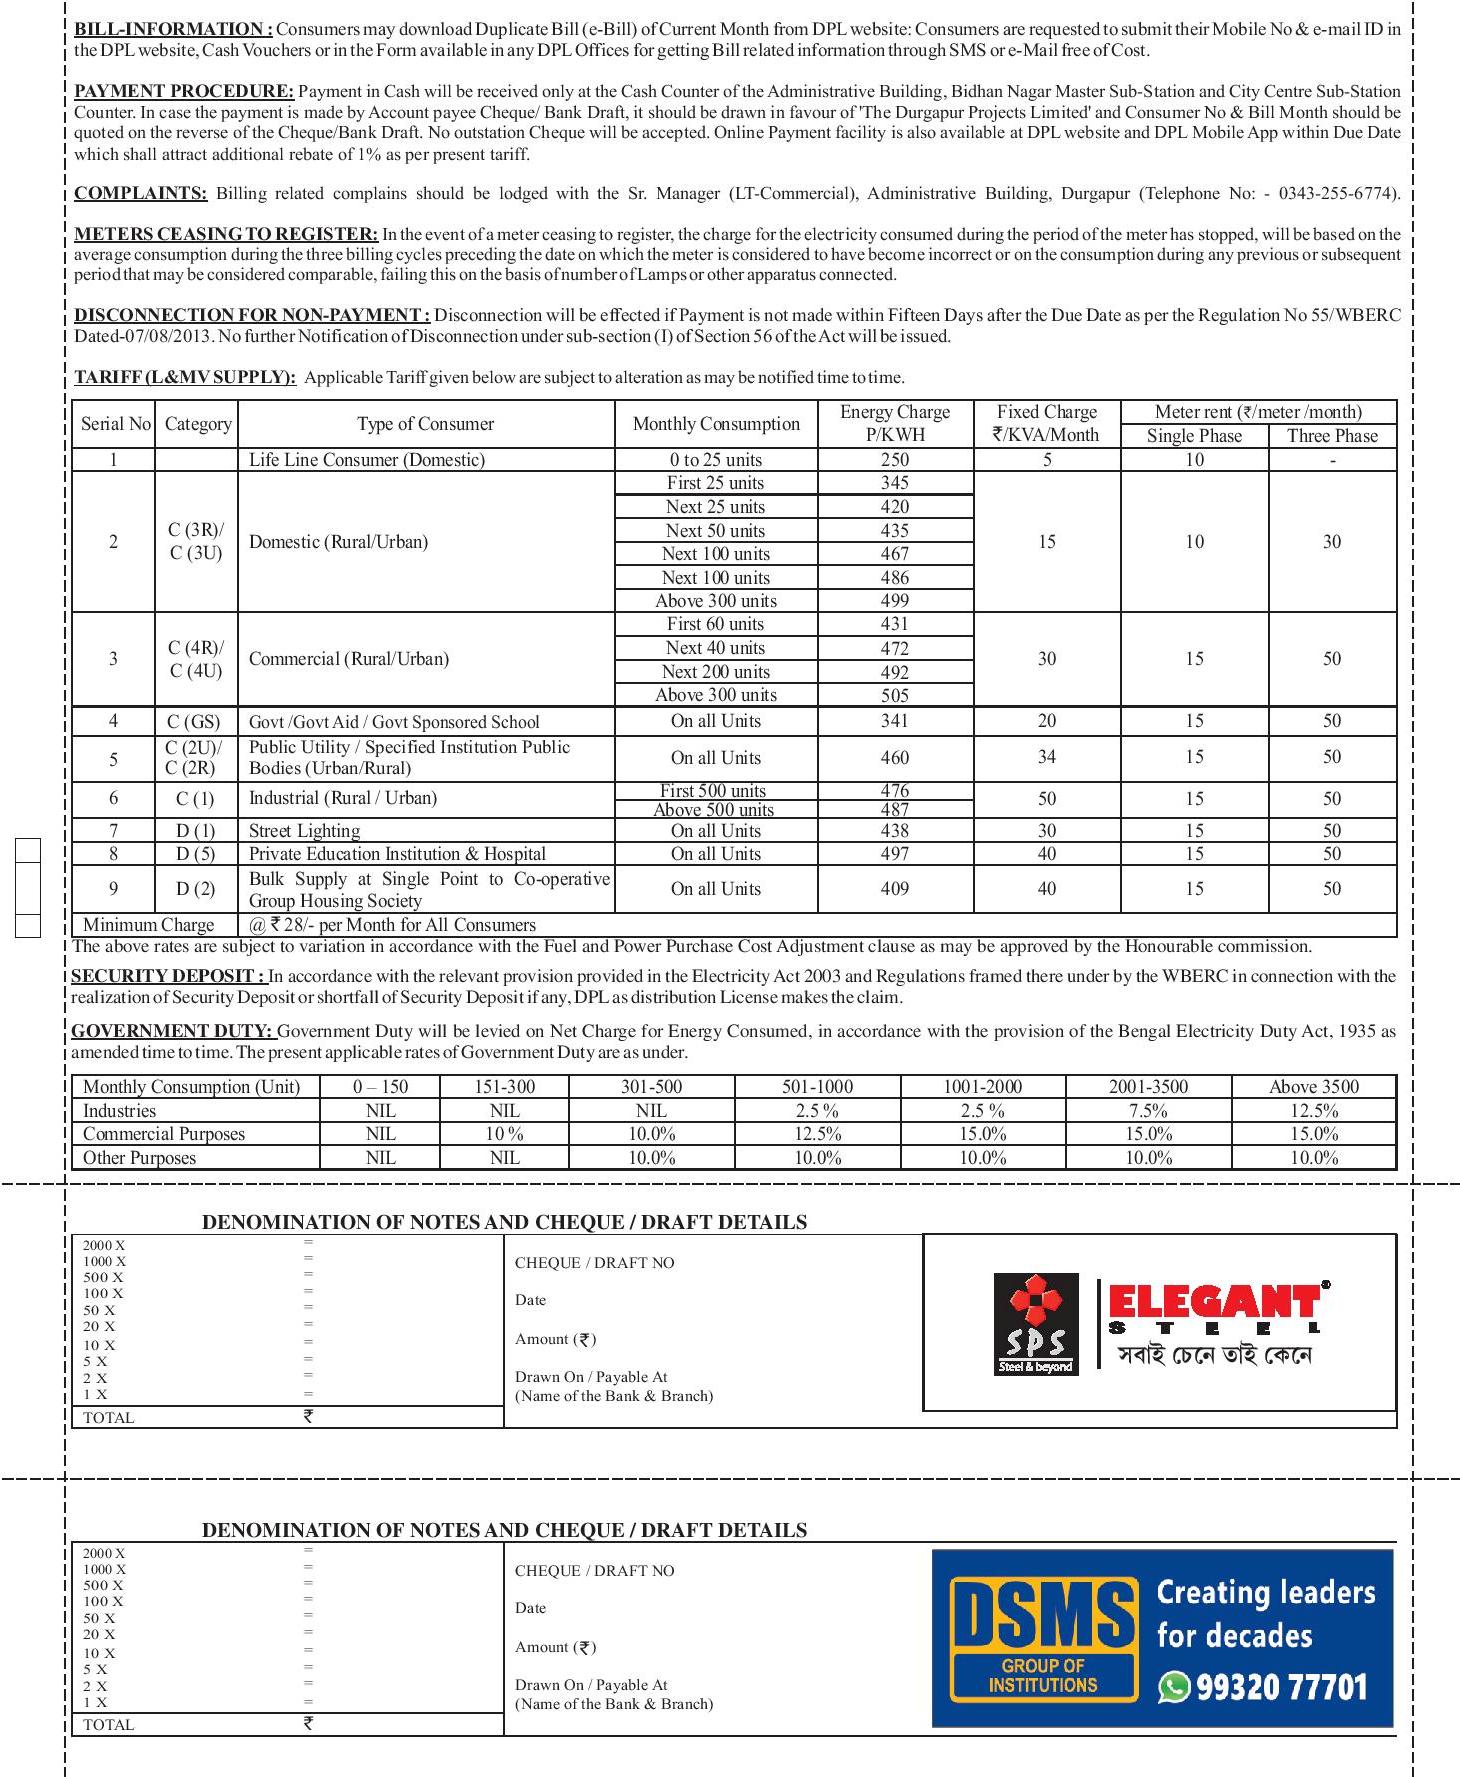 BILL-INFORMATION : Consumers may download Duplicate Bill (e-Bill) of Current Month from DPL website: Consumers are requested to submit their Mobile No & e-mail ID in
the DPL website, Cash Vouchers or in the Form available in any DPL Offices for getting Bill related information through SMS or e-Mail free of Cost.
PAYMENT PROCEDURE: Payment in Cash will be received only at the Cash Counter of the Administrative Building, Bidhan Nagar Master Sub-Station and City Centre Sub-Station
Counter. In case the payment is made by Account payee Cheque/ Bank Draft, it should be drawn in favour of 'The Durgapur Projects Limited' and Consumer No & Bill Month should be
quoted on the reverse of the Cheque/Bank Draft. No outstation Cheque will be accepted. Online Payment facility is also available at DPL website and DPL Mobile App within Due Date
which shall attract additional rebate of 1% as per present tariff.
COMPLAINTS: Billing related complains should be lodged with the Sr. Manager (LT-Commercial), Administrative Building, Durgapur (Telephone No: - 0343-255-6774).
METERS CEASING TO REGISTER: In the event of a meter ceasing to register, the charge for the electricity consumed during the period of the meter has stopped, will be based on the
average consumption during the three billing cycles preceding the date on which the meter is considered to have become incorrect or on the consumption during any previous or subsequent
period that may be considered comparable, failing this on the basis of number of Lamps or other apparatus connected.
DISCONNECTION FOR NON-PAYMENT : Disconnection will be effected if Payment is not made within Fifteen Days after the Due Date as per the Regulation No 55/WBERC
Dated-07/08/2013. No further Notification of Disconnection under sub-section (I) of Section 56 of the Act will be issued.
TARIFF (L&MV SUPPLY): Applicable Tariff given below are subject to alteration as may be notified time to time.
Serial No Category Type of Consumer Monthly Consumption Energy Charge P/KWH Fixed Charge ₹/KVA/Month Meter rent (₹/meter /month)
Single Phase Three Phase
1 Life Line Consumer (Domestic) 0 to 25 units 250 5 10 -
2 C (3R)/ C (3U) Domestic (Rural/Urban) First 25 units 345 15 10 30
Next 25 units 420
Next 50 units 435
Next 100 units 467
Next 100 units 486
Above 300 units 499
3 C (4R)/ C (4U) Commercial (Rural/Urban) First 60 units 431 30 15 50
Next 40 units 472
Next 200 units 492
Above 300 units 505
4 C (GS) Govt /Govt Aid / Govt Sponsored School On all Units 341 20 15 50
5 C (2U)/ C (2R) Public Utility / Specified Institution Public Bodies (Urban/Rural) On all Units 460 34 15 50
6 C (1) Industrial (Rural / Urban) First 500 units 476 50 15 50
Above 500 units 487
7 D (1) Street Lighting On all Units 438 30 15 50
8 D (5) Private Education Institution & Hospital On all Units 497 40 15 50
9 D (2) Bulk Supply at Single Point to Co-operative Group Housing Society On all Units 409 40 15 50
Minimum Charge @ ₹ 28/- per Month for All Consumers
The above rates are subject to variation in accordance with the Fuel and Power Purchase Cost Adjustment clause as may be approved by the Honourable commission.
SECURITY DEPOSIT : In accordance with the relevant provision provided in the Electricity Act 2003 and Regulations framed there under by the WBERC in connection with the
realization of Security Deposit or shortfall of Security Deposit if any, DPL as distribution License makes the claim.
GOVERNMENT DUTY: Government Duty will be levied on Net Charge for Energy Consumed, in accordance with the provision of the Bengal Electricity Duty Act, 1935 as
amended time to time. The present applicable rates of Government Duty are as under.
Monthly Consumption (Unit) 0 – 150 151-300 301-500 501-1000 1001-2000 2001-3500 Above 3500
Industries NIL NIL NIL 2.5 % 2.5 % 7.5% 12.5%
Commercial Purposes NIL 10 % 10.0% 12.5% 15.0% 15.0% 15.0%
Other Purposes NIL NIL 10.0% 10.0% 10.0% 10.0% 10.0%
DENOMINATION OF NOTES AND CHEQUE / DRAFT DETAILS
2000 X =
1000 X =
500 X =
100 X =
50 X =
20 X =
10 X =
5 X =
2 X =
1 X =
TOTAL ₹
CHEQUE / DRAFT NO
Date
Amount (₹)
Drawn On / Payable At
(Name of the Bank & Branch)
SPS
Steel & beyond
ELEGANT®
STEEL
সবাই চেনে তাই কেনে
DENOMINATION OF NOTES AND CHEQUE / DRAFT DETAILS
2000 X =
1000 X =
500 X =
100 X =
50 X =
20 X =
10 X =
5 X =
2 X =
1 X =
TOTAL ₹
CHEQUE / DRAFT NO
Date
Amount (₹)
Drawn On / Payable At
(Name of the Bank & Branch)
DSMS
GROUP OF
INSTITUTIONS
Creating leaders
for decades
99320 77701